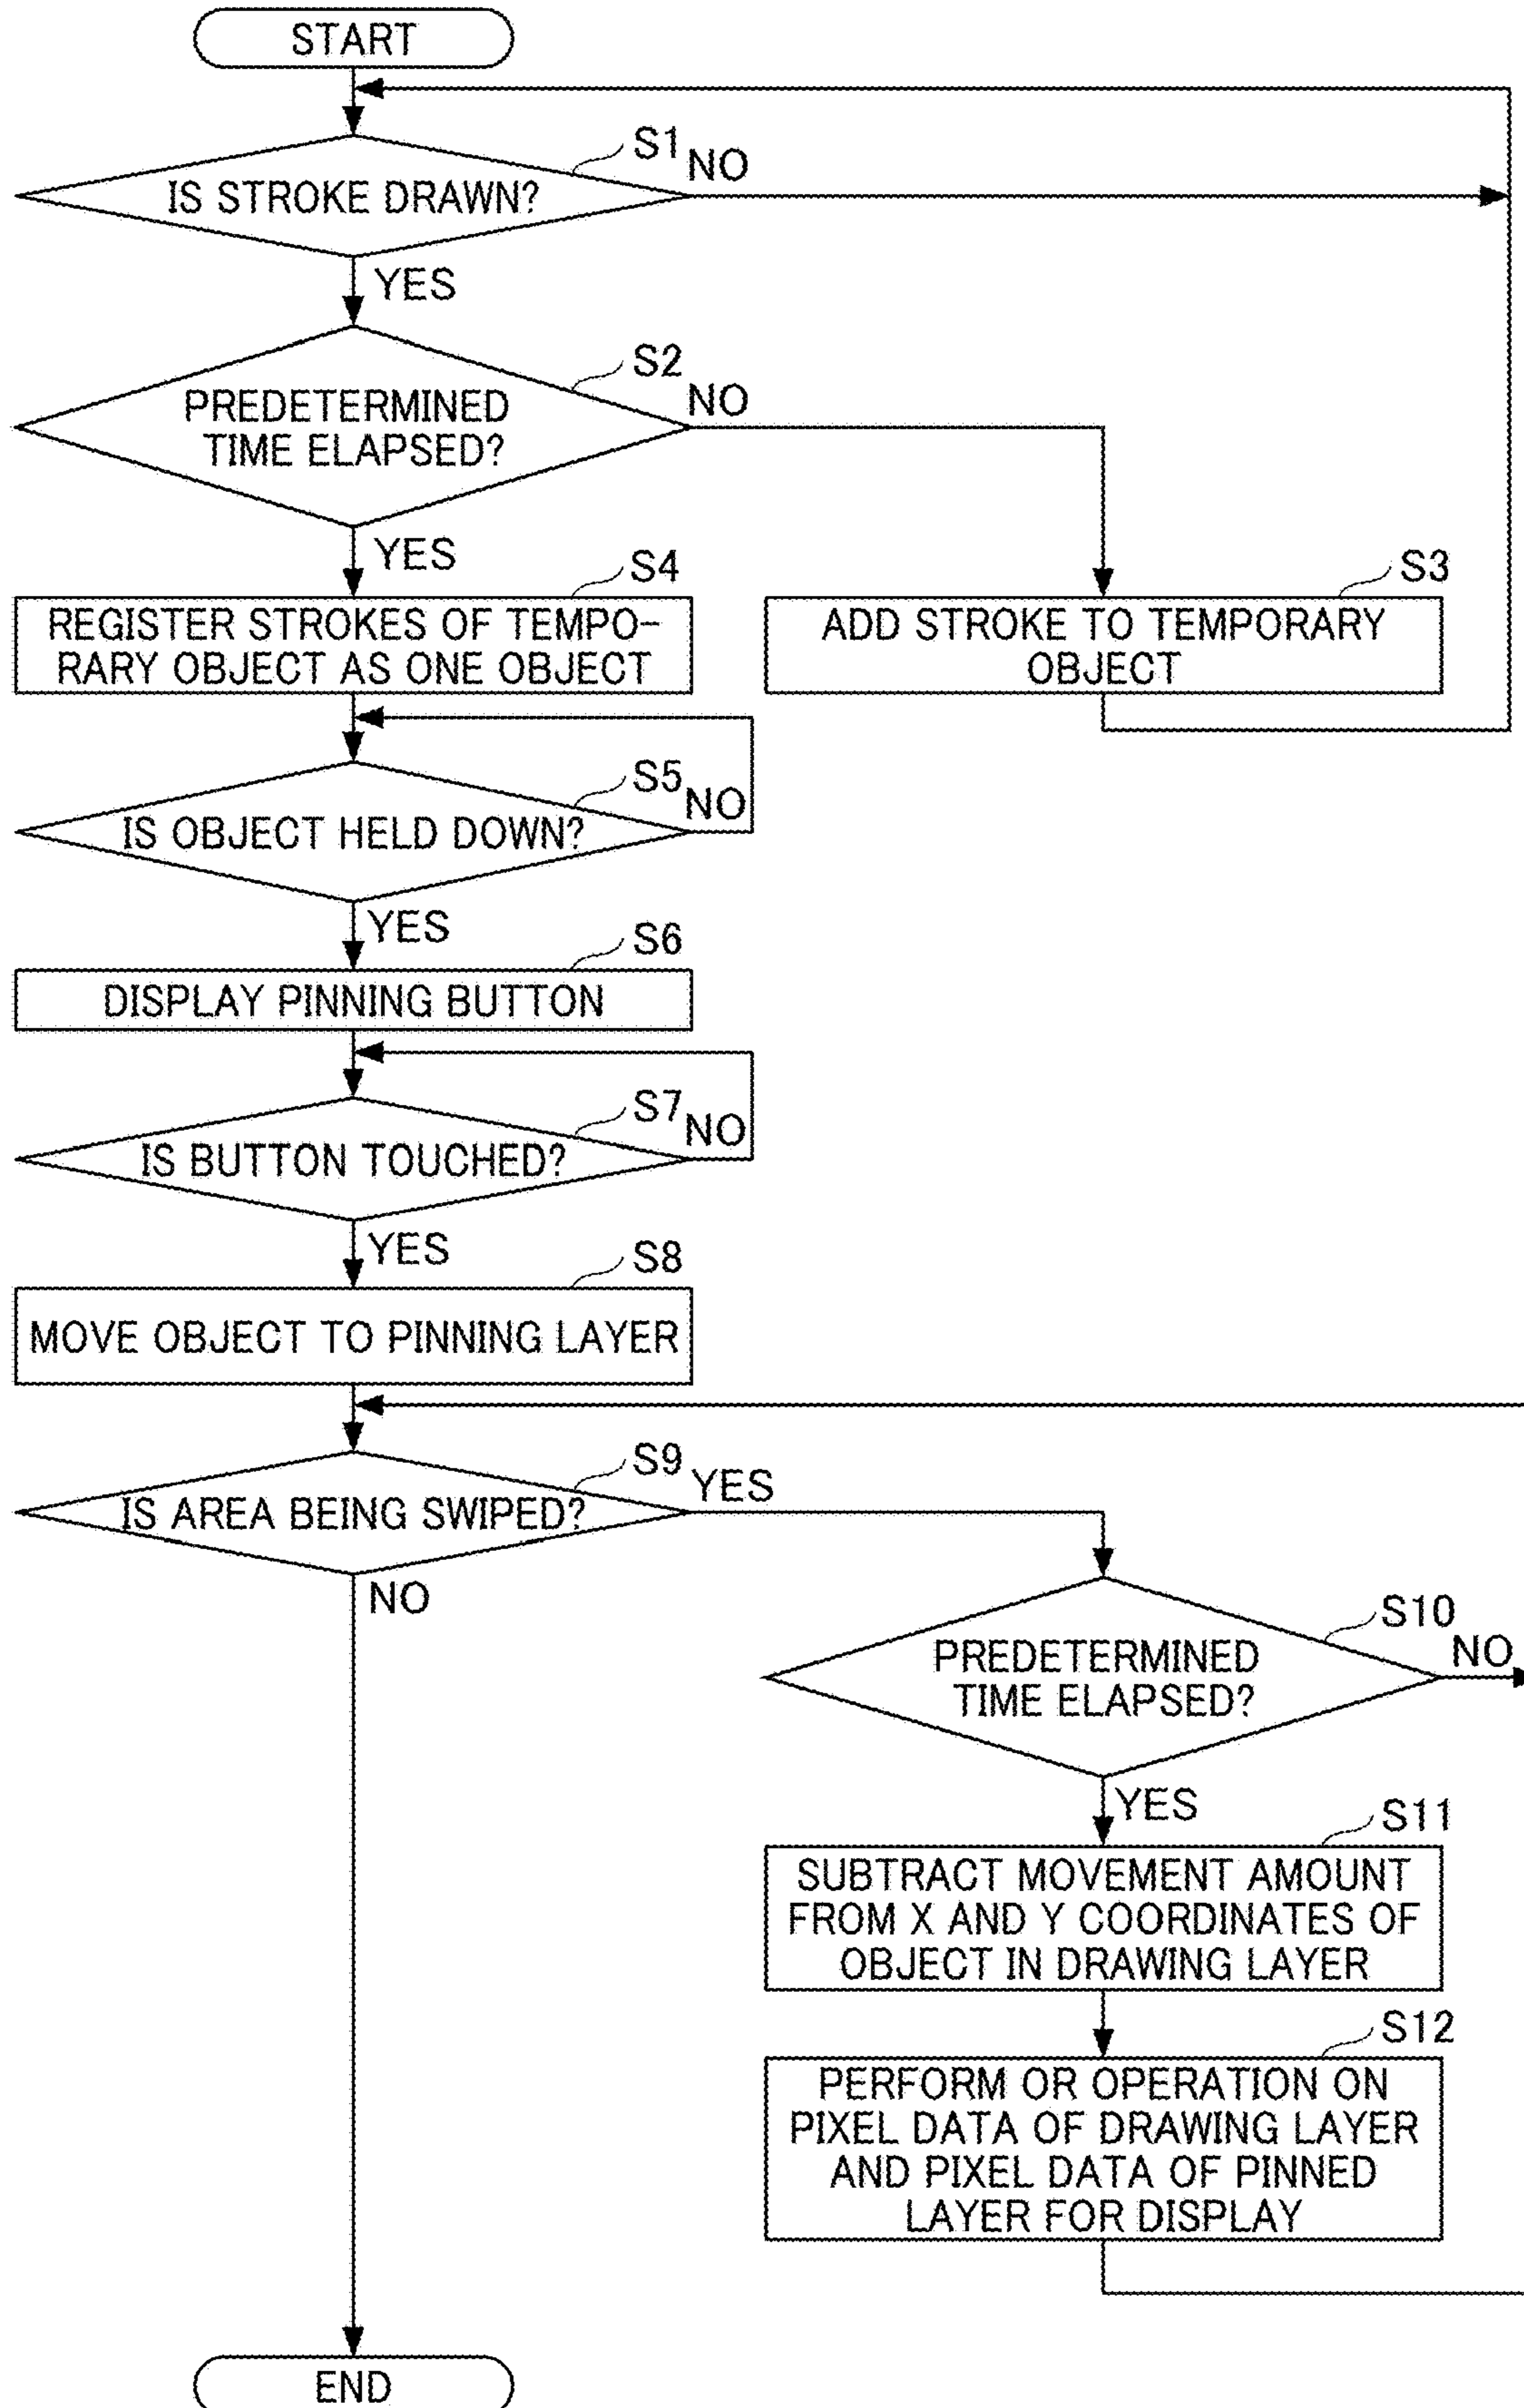 START
S1
NO
IS STROKE DRAWN?
YES
S2
NO
PREDETERMINED
TIME ELAPSED?
YES
S4
REGISTER STROKES OF TEMPO-
RARY OBJECT AS ONE OBJECT
S3
ADD STROKE TO TEMPORARY
OBJECT
S5
NO
IS OBJECT HELD DOWN?
YES
S6
DISPLAY PINNING BUTTON
S7
NO
IS BUTTON TOUCHED?
YES
S8
MOVE OBJECT TO PINNING LAYER
S9
YES
IS AREA BEING SWIPED?
NO
S10
NO
PREDETERMINED
TIME ELAPSED?
YES
S11
SUBTRACT MOVEMENT AMOUNT
FROM X AND Y COORDINATES OF
OBJECT IN DRAWING LAYER
S12
PERFORM OR OPERATION ON
PIXEL DATA OF DRAWING LAYER
AND PIXEL DATA OF PINNED
LAYER FOR DISPLAY
END